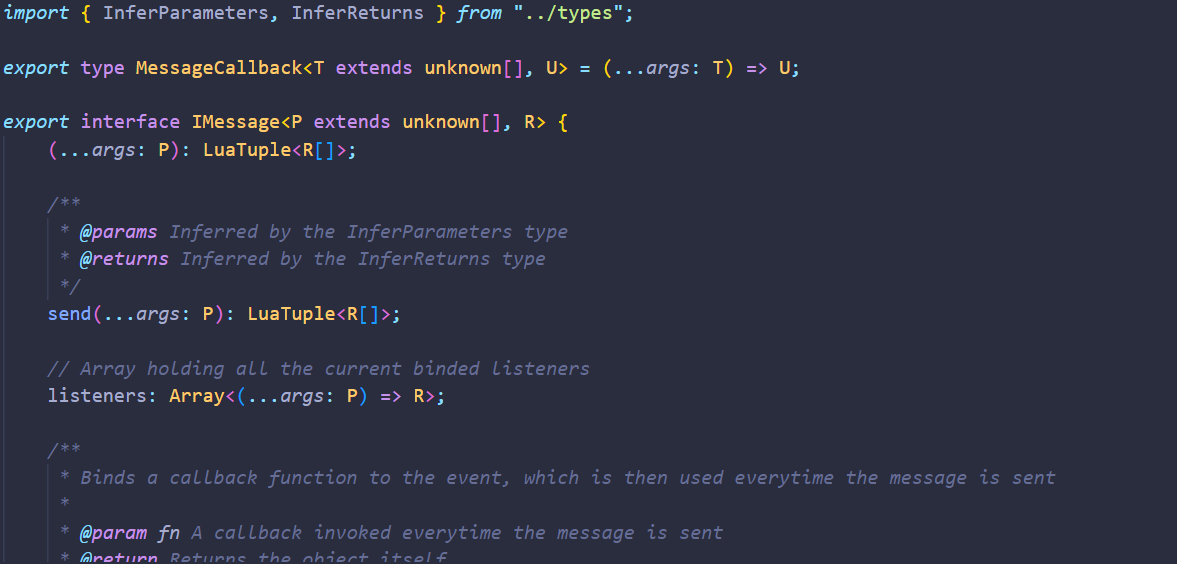 import { InferParameters, InferReturns } from "../types";
export type MessageCallback<T extends unknown[], U> = (...args: T) => U;
export interface IMessage<P extends unknown[], R> {
(...args: P): LuaTuple<R[]>;
/**
* @params Inferred by the InferParameters type
* @returns Inferred by the InferReturns type
*/
send(...args: P): LuaTuple<R[]>;
// Array holding all the current binded listeners
listeners: Array<(...args: P) => R>;
/**
* Binds a callback function to the event, which is then used everytime the message is sent
*
* @param fn A callback invoked everytime the message is sent
* @return Returns the object itself